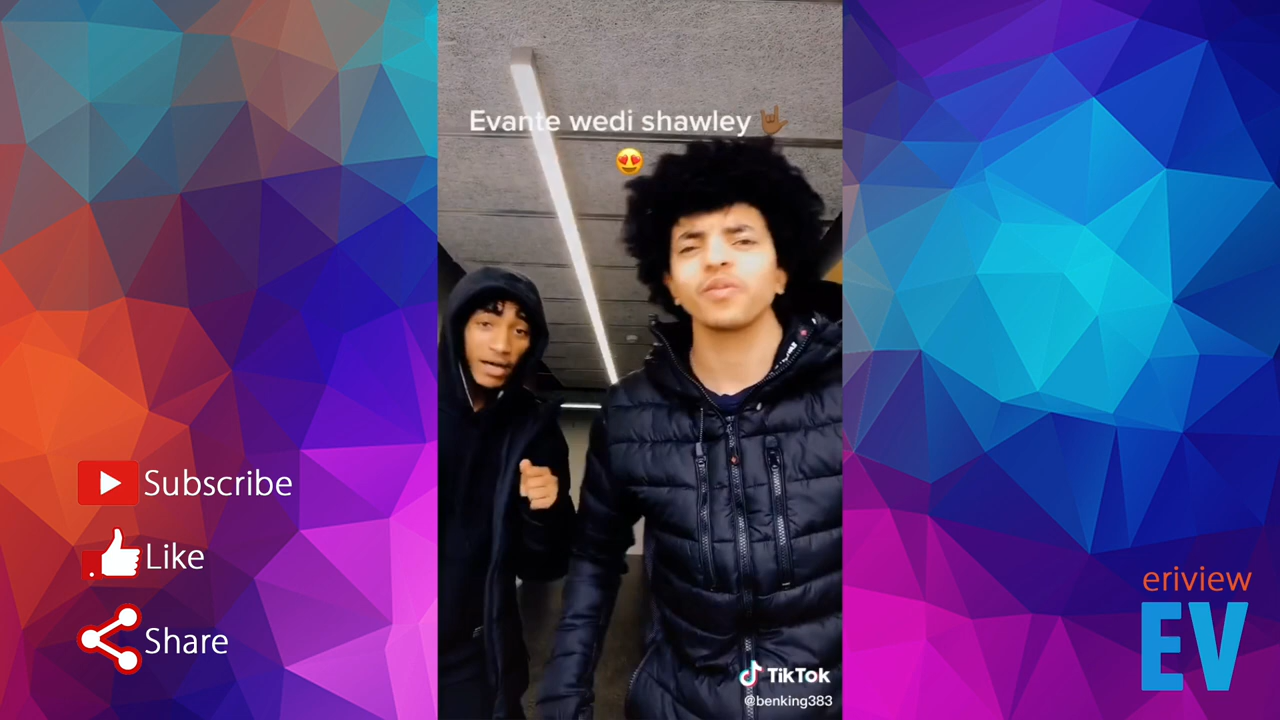 Evante wedi shawley 🤟🏾
😍
Subscribe
Like
Share
TikTok
@benking383
eriview
EV